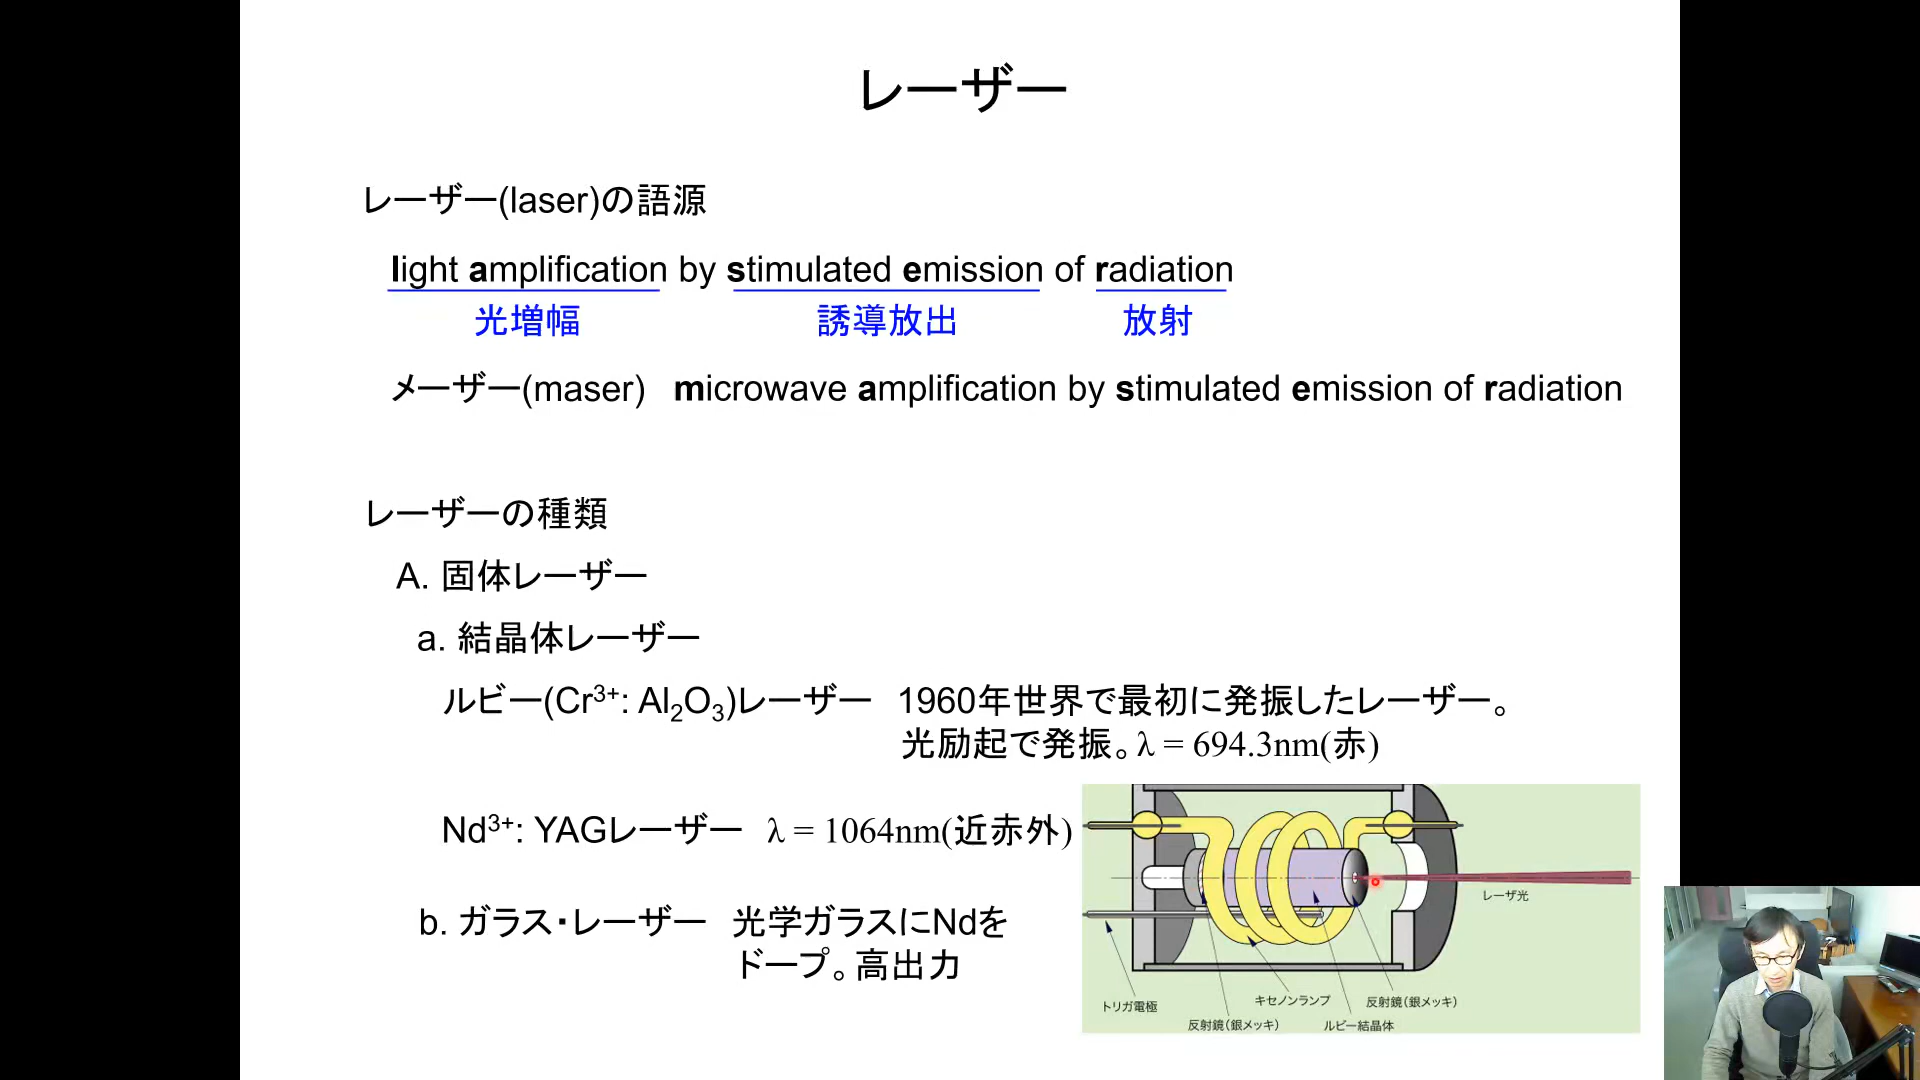 レーザー
レーザー(laser)の語源
light amplification by stimulated emission of radiation
光増幅 誘導放出 放射
メーザー(maser) microwave amplification by stimulated emission of radiation
レーザーの種類
A. 固体レーザー
a. 結晶体レーザー
ルビー(Cr³⁺: Al₂O₃)レーザー 1960年世界で最初に発振したレーザー。
光励起で発振。λ = 694.3nm(赤)
Nd³⁺: YAGレーザー λ = 1064nm(近赤外)
b. ガラス・レーザー 光学ガラスにNdを
ドープ。高出力
レーザ光
トリガ電極
キセノンランプ
反射鏡(銀メッキ)
反射鏡(銀メッキ)
ルビー結晶体